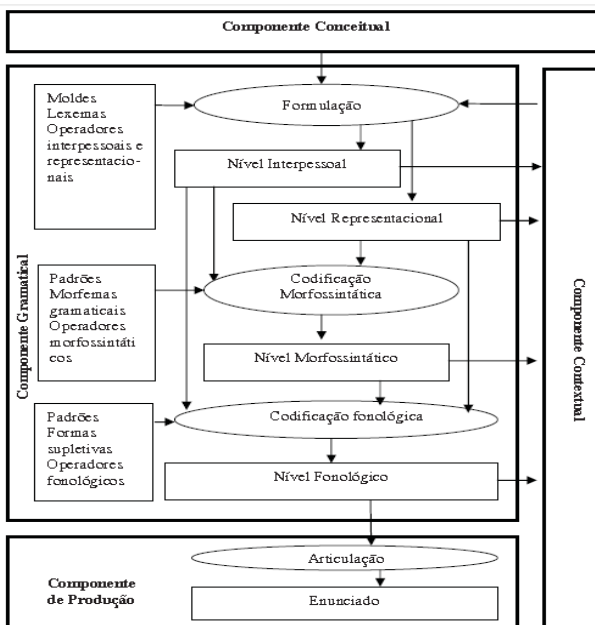 Componente Conceitual
Moldes
Lexemas
Operadores
interpessoais e
representacio-
nais
Formulação
Nível Interpessoal
Nível Representacional
Componente Gramatical
Padrões
Morfemas
gramaticais
Operadores
morfossintáti
cos
Codificação
Morfossintática
Nível Morfossintático
Componente Contextual
Padrões
Formas
supletivas
Operadores
fonológicos
Codificação fonológica
Nível Fonológico
Componente
de Produção
Articulação
Enunciado